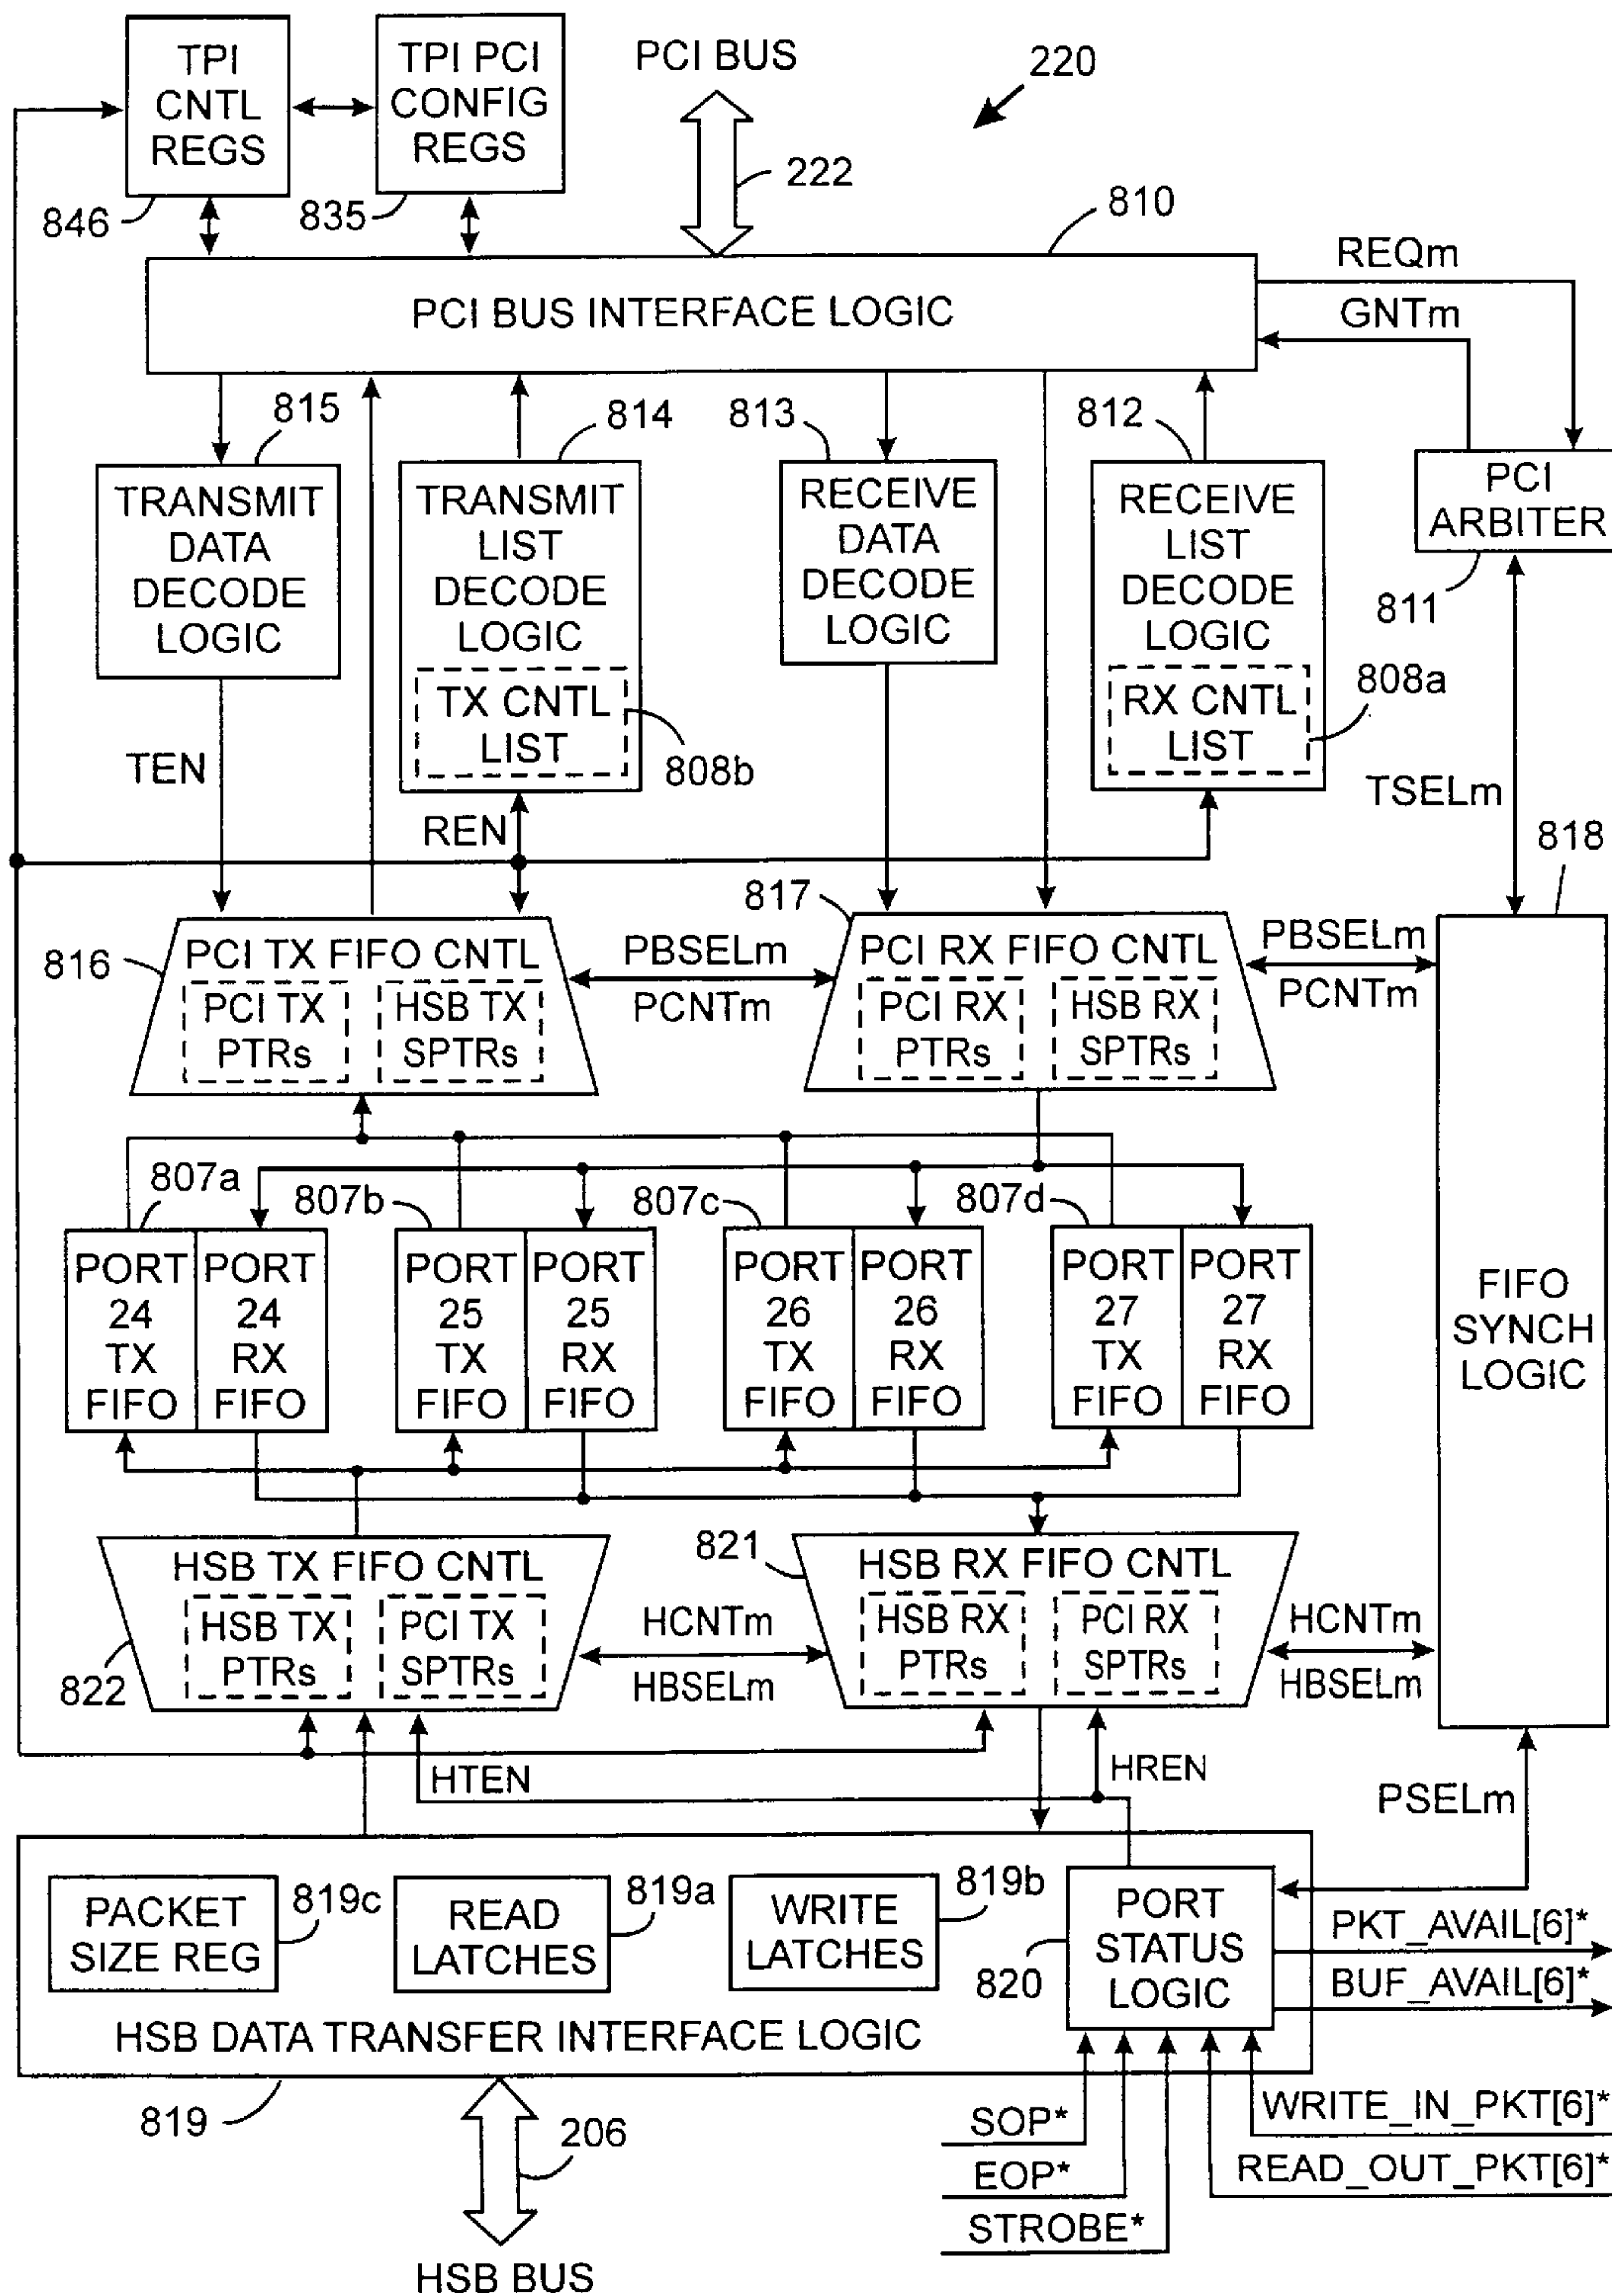 TPI
CNTL
REGS
846
TPI PCI
CONFIG
REGS
835
PCI BUS
222
220
810
PCI BUS INTERFACE LOGIC
REQm
GNTm
815
TRANSMIT
DATA
DECODE
LOGIC
814
TRANSMIT
LIST
DECODE
LOGIC
TX CNTL
LIST
808b
813
RECEIVE
DATA
DECODE
LOGIC
812
RECEIVE
LIST
DECODE
LOGIC
RX CNTL
LIST
808a
PCI
ARBITER
811
TEN
REN
TSELm
818
816
PCI TX FIFO CNTL
PCI TX
PTRs
HSB TX
SPTRs
PBSELm
PCNTm
817
PCI RX FIFO CNTL
PCI RX
PTRs
HSB RX
SPTRs
PBSELm
PCNTm
807a
PORT
24
TX
FIFO
PORT
24
RX
FIFO
807b
PORT
25
TX
FIFO
PORT
25
RX
FIFO
807c
PORT
26
TX
FIFO
PORT
26
RX
FIFO
807d
PORT
27
TX
FIFO
PORT
27
RX
FIFO
FIFO
SYNCH
LOGIC
HSB TX FIFO CNTL
HSB TX
PTRs
PCI TX
SPTRs
822
HCNTm
HBSELm
821
HSB RX FIFO CNTL
HSB RX
PTRs
PCI RX
SPTRs
HCNTm
HBSELm
HTEN
HREN
PSELm
PACKET
SIZE REG
819c
READ
LATCHES
819a
WRITE
LATCHES
819b
820
PORT
STATUS
LOGIC
PKT_AVAIL[6]*
BUF_AVAIL[6]*
HSB DATA TRANSFER INTERFACE LOGIC
819
206
HSB BUS
SOP*
EOP*
STROBE*
WRITE_IN_PKT[6]*
READ_OUT_PKT[6]*